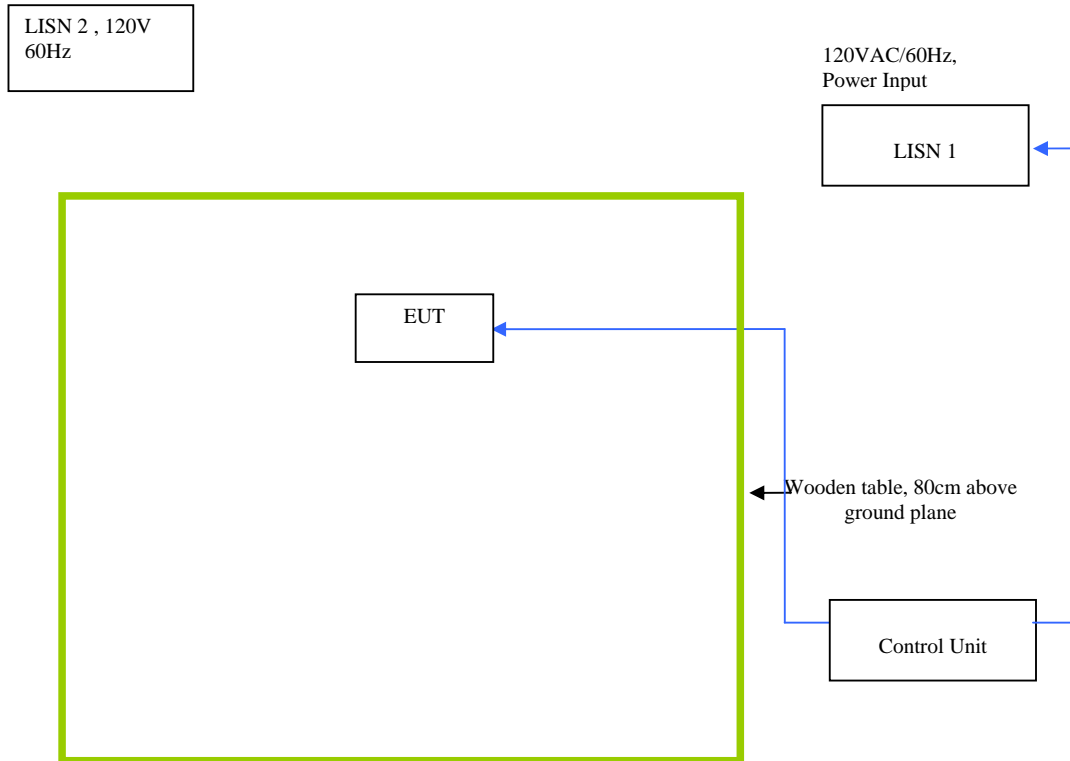 LISN 2 , 120V
60Hz
120VAC/60Hz,
Power Input
LISN 1
EUT
Wooden table, 80cm above
ground plane
Control Unit